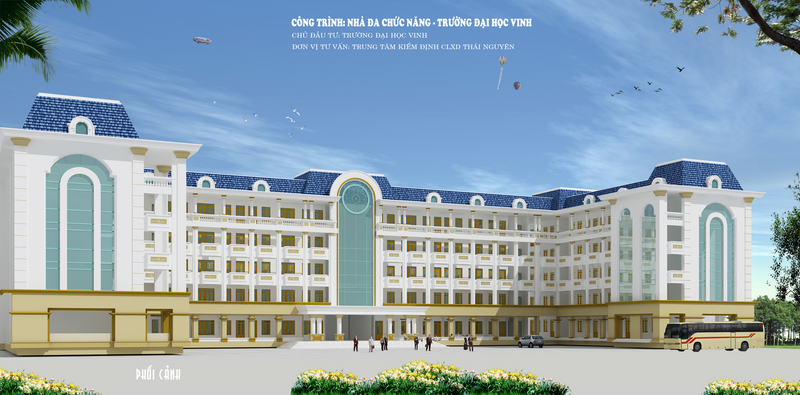 CÔNG TRÌNH: NHÀ ĐA CHỨC NĂNG - TRƯỜNG ĐẠI HỌC VINH
CHỦ ĐẦU TƯ: TRƯỜNG ĐẠI HỌC VINH
ĐƠN VỊ TƯ VẤN: TRUNG TÂM KIỂM ĐỊNH CLXD THÁI NGUYÊN
PHỐI CẢNH